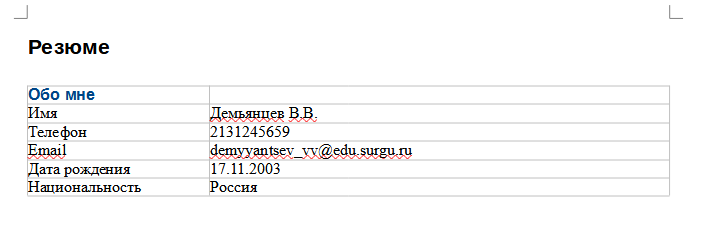 Резюме
Обо мне
Имя Демьянцев В.В.
Телефон 2131245659
Email demyyantsev_vv@edu.surgu.ru
Дата рождения 17.11.2003
Национальность Россия